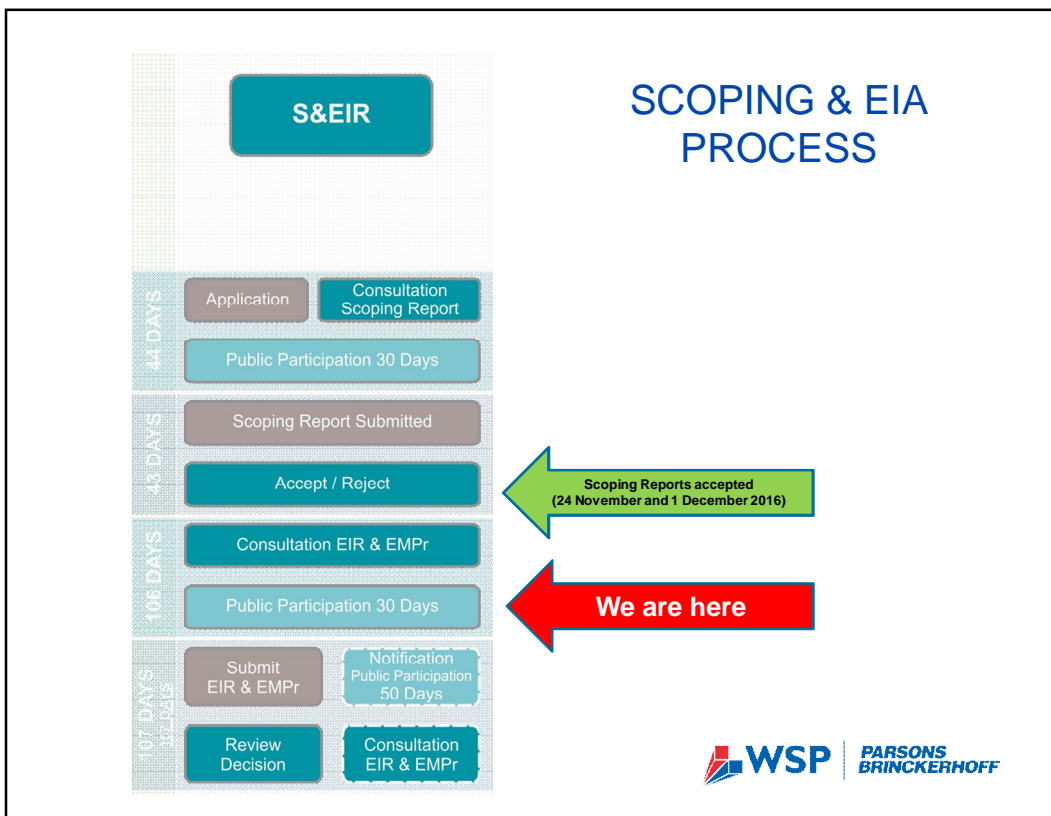 SCOPING & EIA
PROCESS
S&EIR
44 DAYS
Application
Consultation
Scoping Report
Public Participation 30 Days
43 DAYS
Scoping Report Submitted
Accept / Reject
Scoping Reports accepted
(24 November and 1 December 2016)
106 DAYS
Consultation EIR & EMPr
Public Participation 30 Days
We are here
107 DAYS
Submit
EIR & EMPr
Notification
Public Participation
50 Days
Review
Decision
Consultation
EIR & EMPr
WSP
PARSONS
BRINCKERHOFF